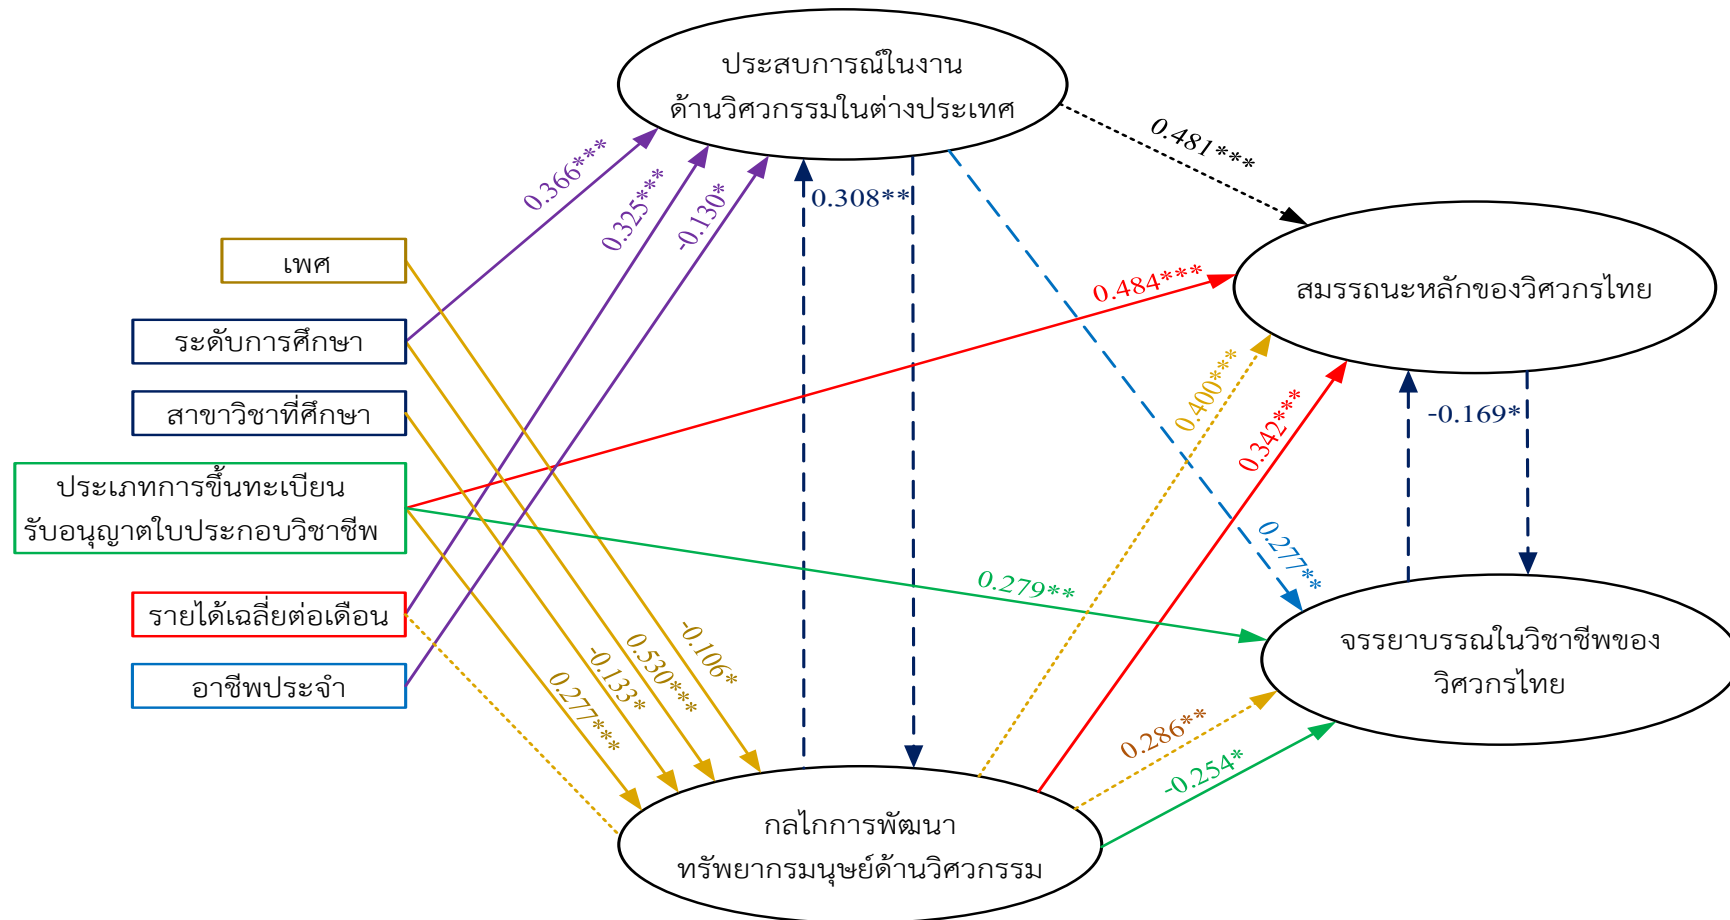 ประสบการณ์ในงาน
ด้านวิศวกรรมในต่างประเทศ
0.481***
0.366***
0.325***
-0.130*
0.308**
เพศ
0.484***
สมรรถนะหลักของวิศวกรไทย
ระดับการศึกษา
สาขาวิชาที่ศึกษา
0.400***
0.342***
-0.169*
ประเภทการขึ้นทะเบียน
รับอนุญาตใบประกอบวิชาชีพ
0.277**
0.279**
รายได้เฉลี่ยต่อเดือน
จรรยาบรรณในวิชาชีพของ
วิศวกรไทย
อาชีพประจำ
0.277***
-0.133*
0.530***
-0.106*
0.286**
-0.254*
กลไกการพัฒนา
ทรัพยากรมนุษย์ด้านวิศวกรรม